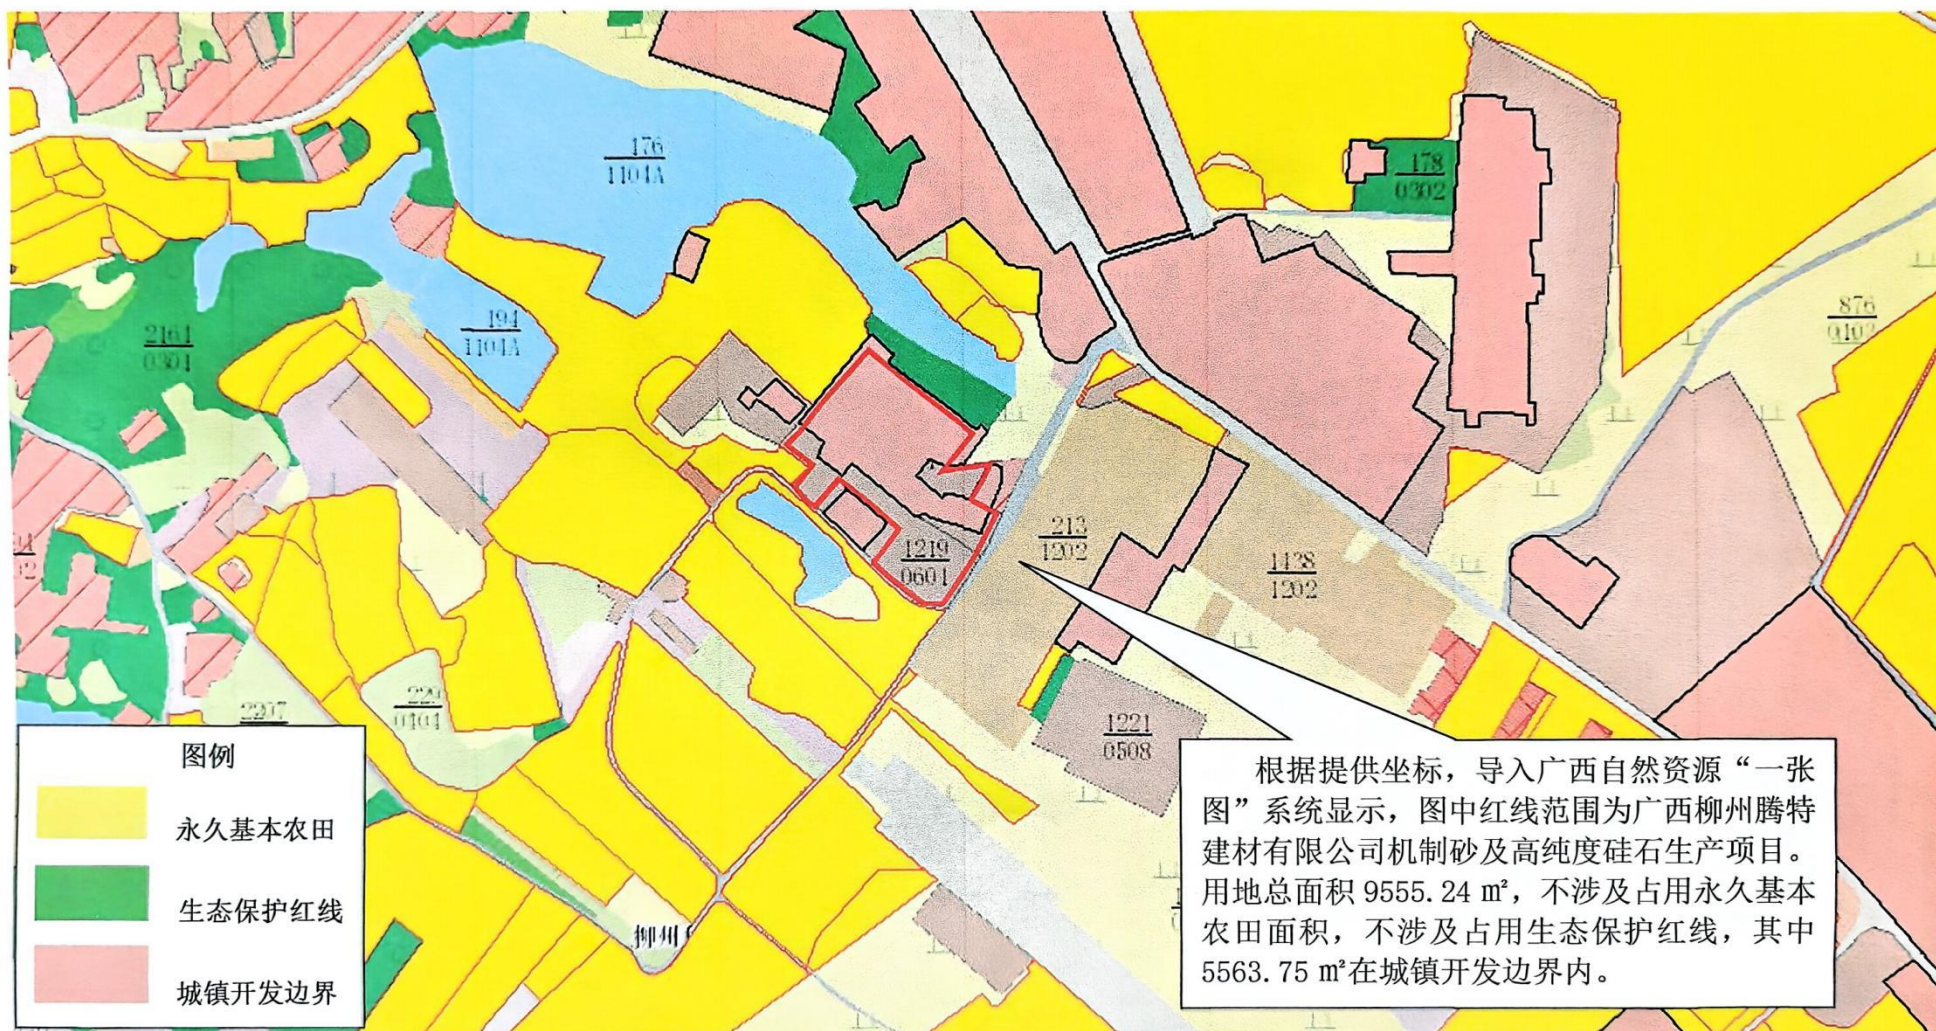 176
1104A
178
0302
194
1104A
2161
0301
876
0102
213
1202
1219
0601
1138
1202
1221
0508
229
0404
2207
柳州
图例
永久基本农田
生态保护红线
城镇开发边界
根据提供坐标，导入广西自然资源“一张
图”系统显示，图中红线范围为广西柳州腾特
建材有限公司机制砂及高纯度硅石生产项目。
用地总面积 9555.24 ㎡，不涉及占用永久基本
农田面积，不涉及占用生态保护红线，其中
5563.75 ㎡在城镇开发边界内。